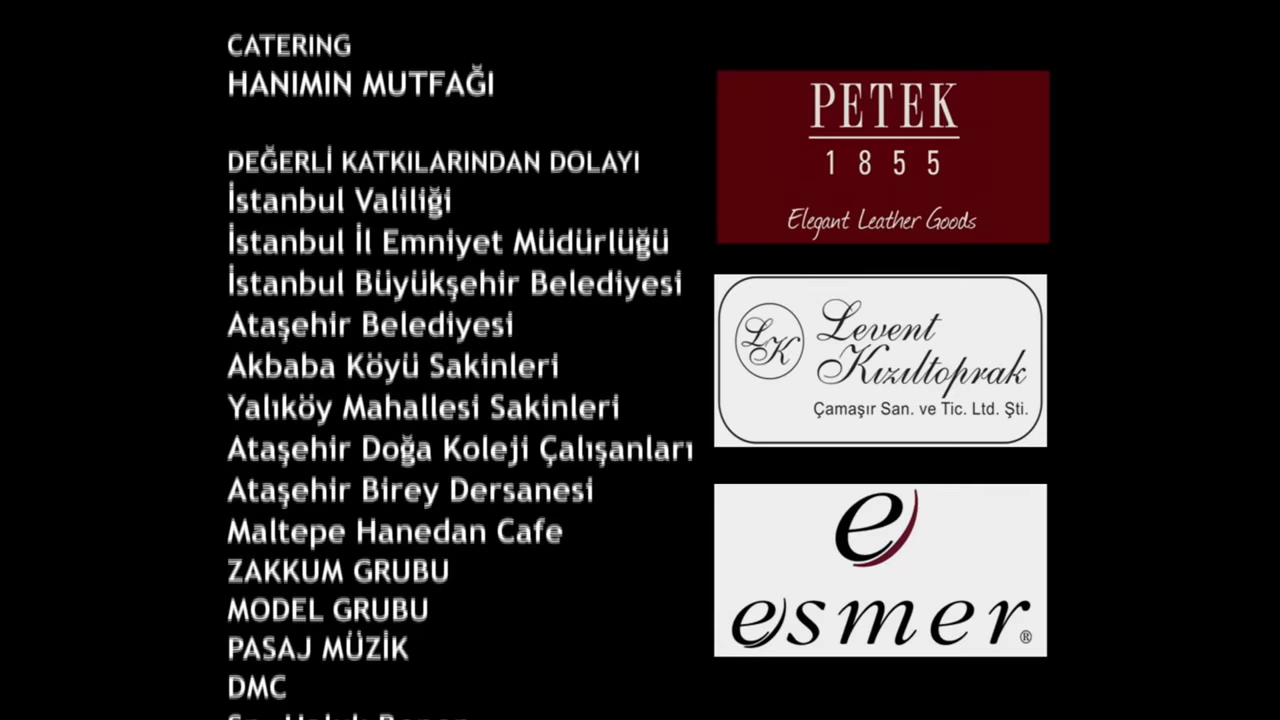 CATERING
HANIMIN MUTFAĞI
DEĞERLİ KATKILARINDAN DOLAYI
İstanbul Valiliği
İstanbul İl Emniyet Müdürlüğü
İstanbul Büyükşehir Belediyesi
Ataşehir Belediyesi
Akbaba Köyü Sakinleri
Yalıköy Mahallesi Sakinleri
Ataşehir Doğa Koleji Çalışanları
Ataşehir Birey Dersanesi
Maltepe Hanedan Cafe
ZAKKUM GRUBU
MODEL GRUBU
PASAJ MÜZİK
DMC
PETEK
1855
Elegant Leather Goods
LK
Levent
Kızıltoprak
Çamaşır San. ve Tic. Ltd. Şti.
e
esmer®